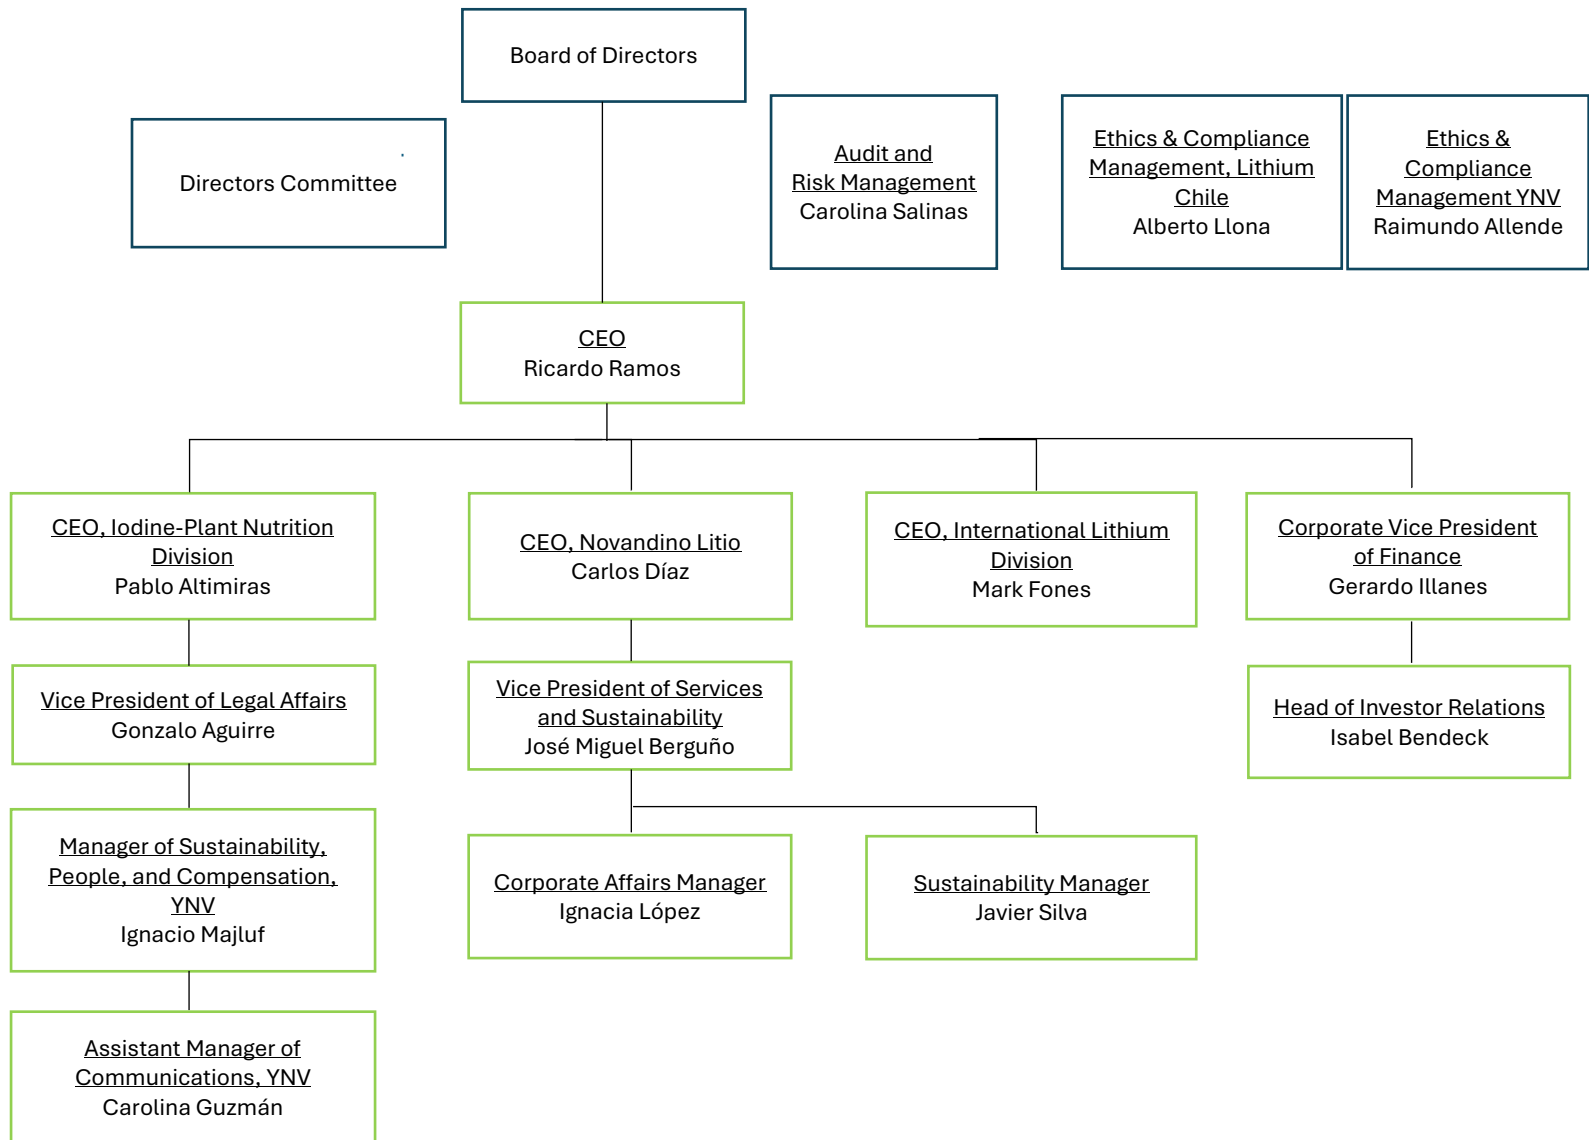 Board of Directors
Directors Committee
Audit and
Risk Management
Carolina Salinas
Ethics & Compliance
Management, Lithium
Chile
Alberto Llona
Ethics &
Compliance
Management YNV
Raimundo Allende
CEO
Ricardo Ramos
CEO, Iodine-Plant Nutrition
Division
Pablo Altimiras
CEO, Novandino Litio
Carlos Díaz
CEO, International Lithium
Division
Mark Fones
Corporate Vice President
of Finance
Gerardo Illanes
Vice President of Legal Affairs
Gonzalo Aguirre
Vice President of Services
and Sustainability
José Miguel Berguño
Head of Investor Relations
Isabel Bendeck
Manager of Sustainability,
People, and Compensation,
YNV
Ignacio Majluf
Corporate Affairs Manager
Ignacia López
Sustainability Manager
Javier Silva
Assistant Manager of
Communications, YNV
Carolina Guzmán